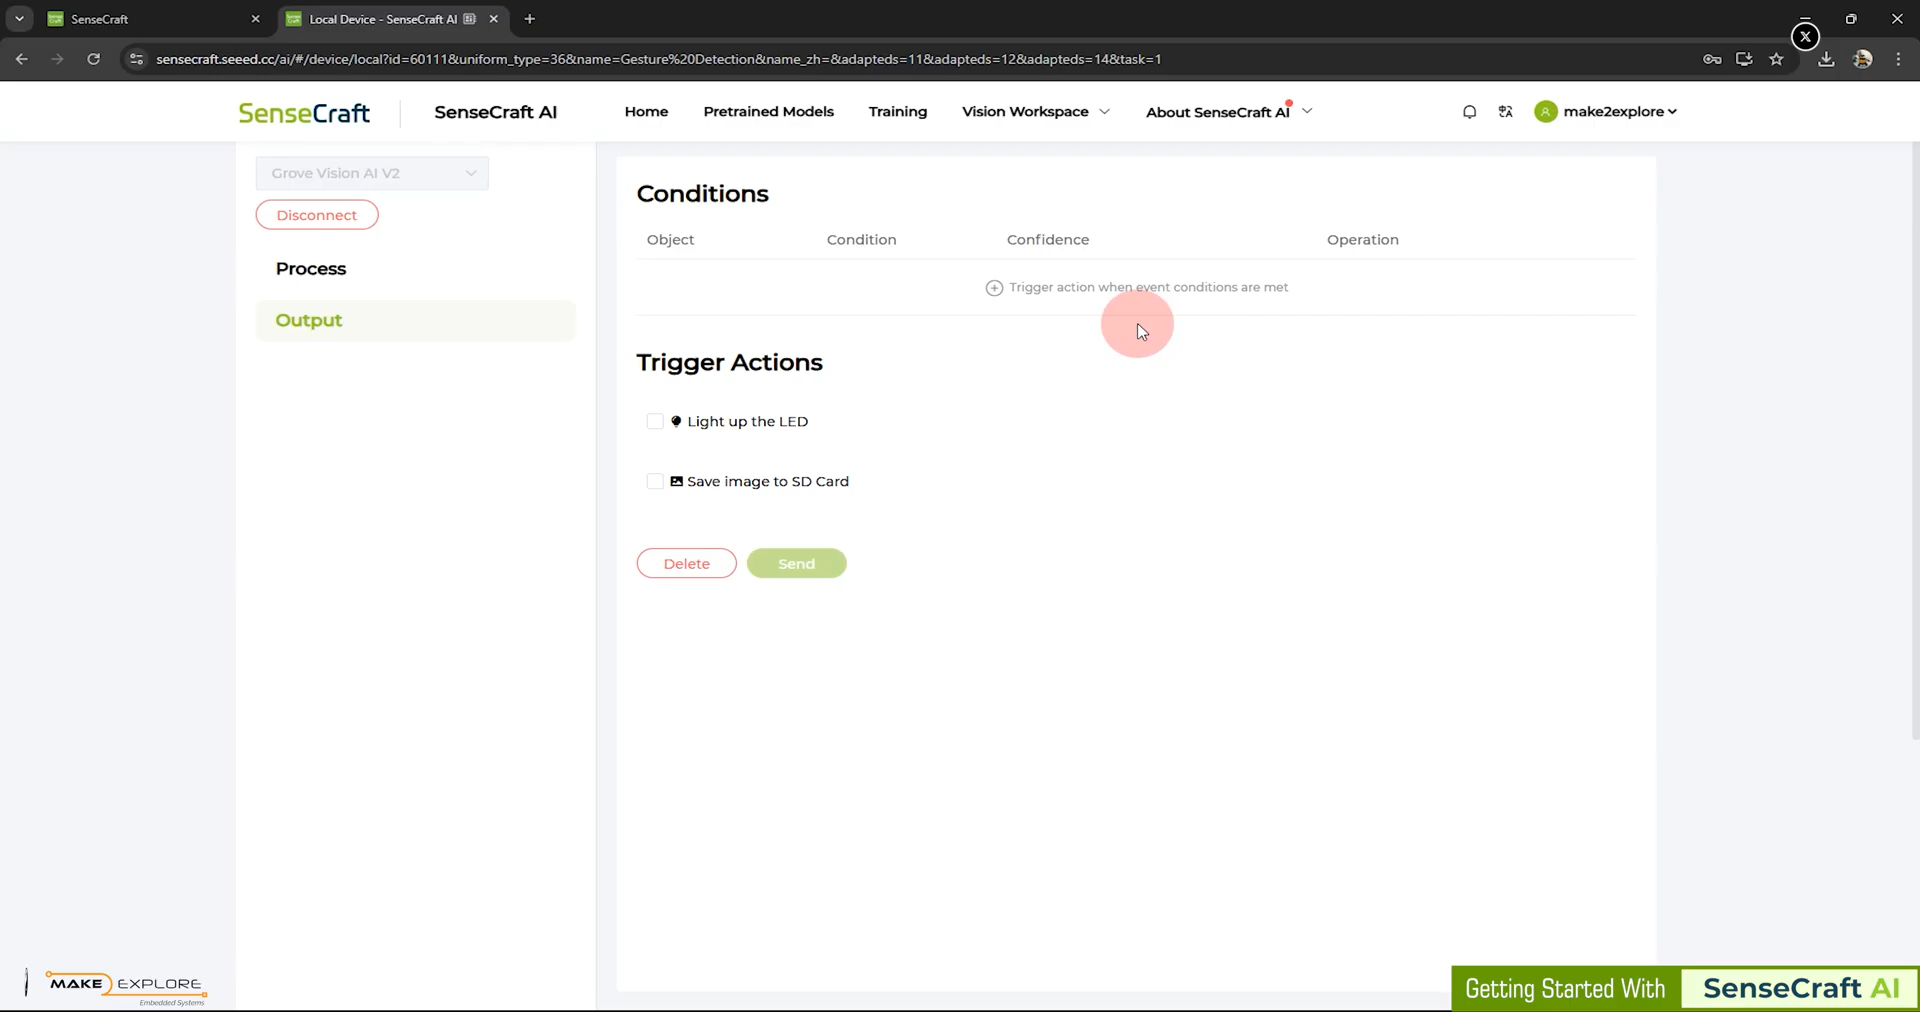 SenseCraft
Local Device - SenseCraft AI
sensecraft.seeed.cc/ai/#/device/local?id=60111&uniform_type=36&name=Gesture%20Detection&name_zh=&adapteds=11&adapteds=12&adapteds=14&task=1
SenseCraft
SenseCraft AI
Home
Pretrained Models
Training
Vision Workspace
About SenseCraft AI
make2explore
Grove Vision AI V2
Disconnect
Process
Output
Conditions
Object Condition Confidence Operation
Trigger action when event conditions are met
Trigger Actions
Light up the LED
Save image to SD Card
Delete
Send
MAKE EXPLORE
Embedded Systems
Getting Started With SenseCraft AI